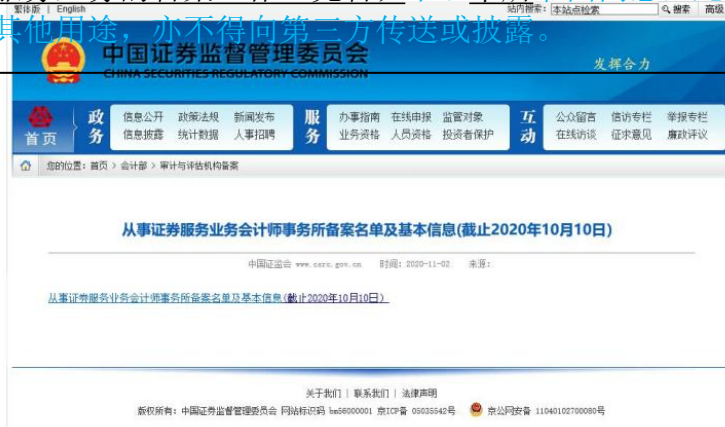 繁体版 | English
站内搜索: 本站点检索 搜索 高级
其他用途，亦不得向第三方传送或披露。
中国证券监督管理委员会
CHINA SECURITIES REGULATORY COMMISSION
发挥合力
首页
政务 信息公开 政策法规 新闻发布
信息披露 统计数据 人事招聘
服务 办事指南 在线申报 监管对象
业务资格 人员资格 投资者保护
互动 公众留言 信访专栏 举报专栏
在线访谈 征求意见 廉政评议
您的位置：首页 > 会计部 > 审计与评估机构备案
从事证券服务业务会计师事务所备案名单及基本信息(截止2020年10月10日)
中国证监会 www.csrc.gov.cn 时间：2020-11-02 来源：
从事证券服务业务会计师事务所备案名单及基本信息(截止2020年10月10日)
关于我们 | 联系我们 | 法律声明
版权所有：中国证券监督管理委员会 网站标识码 bm56000001 京ICP备 05035542号 京公网安备 11040102700080号